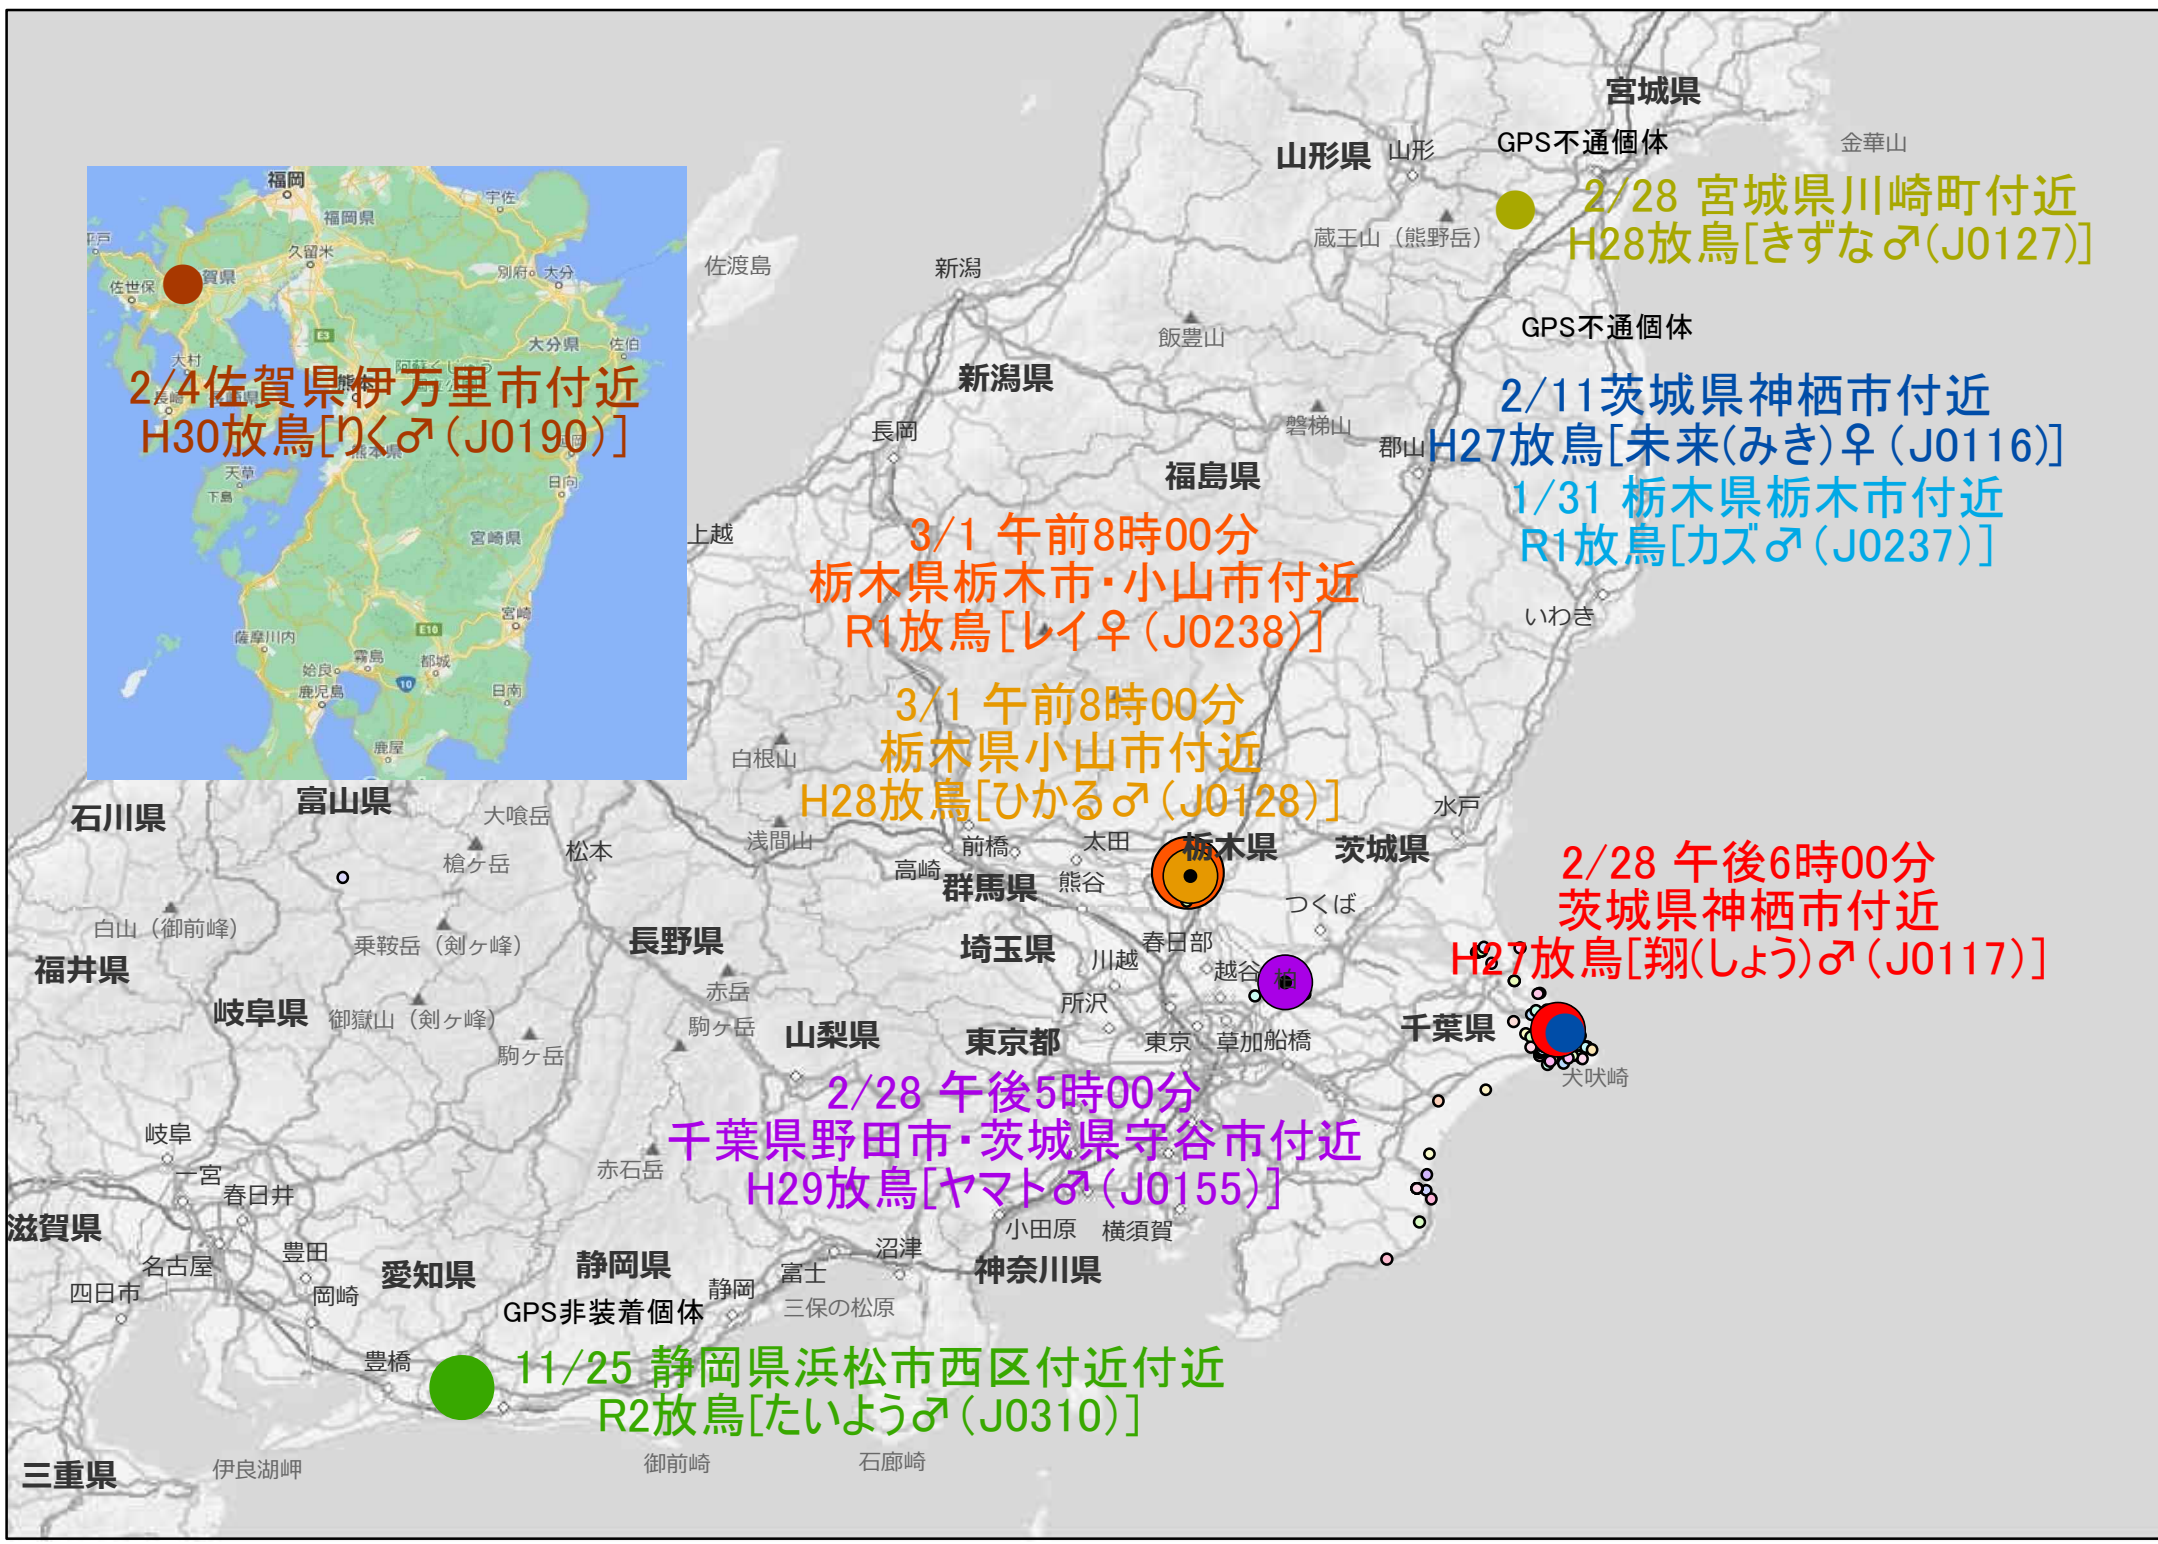 宮城県
山形県
山形
GPS不通個体
金華山
2/28 宮城県川崎町付近
H28放鳥[きずな♂(J0127)]
蔵王山（熊野岳）
佐渡島
新潟
飯豊山
GPS不通個体
新潟県
2/11茨城県神栖市付近
H27放鳥[未来(みき)♀(J0116)]
磐梯山
郡山
長岡
福島県
1/31 栃木県栃木市付近
R1放鳥[カズ♂(J0237)]
上越
いわき
福岡
宇佐
福岡県
久留米
別府
大分
賀県
佐世保
E3
大分県
佐伯
大村
2/4佐賀県伊万里市付近
H30放鳥[りく♂(J0190)]
熊本
長崎
熊本県
天草
下島
日向
宮崎県
宮崎
薩摩川内
E10
霧島
都城
姶良
鹿児島
10
日南
鹿屋
3/1 午前8時00分
栃木県栃木市・小山市付近
R1放鳥[レイ♀(J0238)]
3/1 午前8時00分
栃木県小山市付近
H28放鳥[ひかる♂(J0128)]
白根山
浅間山
石川県
富山県
大喰岳
槍ヶ岳
松本
高崎
前橋
太田
栃木県
茨城県
水戸
群馬県
熊谷
つくば
2/28 午後6時00分
茨城県神栖市付近
H27放鳥[翔(しょう)♂(J0117)]
白山（御前峰）
乗鞍岳（剣ヶ峰）
長野県
埼玉県
春日部
川越
越谷
柏
福井県
赤岳
所沢
岐阜県
御嶽山（剣ヶ峰）
駒ヶ岳
駒ヶ岳
山梨県
東京都
東京
草加
船橋
千葉県
犬吠崎
2/28 午後5時00分
千葉県野田市・茨城県守谷市付近
H29放鳥[ヤマト♂(J0155)]
岐阜
一宮
春日井
赤石岳
滋賀県
名古屋
豊田
愛知県
静岡県
沼津
小田原
横須賀
神奈川県
四日市
岡崎
静岡
富士
三保の松原
GPS非装着個体
豊橋
11/25 静岡県浜松市西区付近付近
R2放鳥[たいよう♂(J0310)]
三重県
伊良湖岬
御前崎
石廊崎